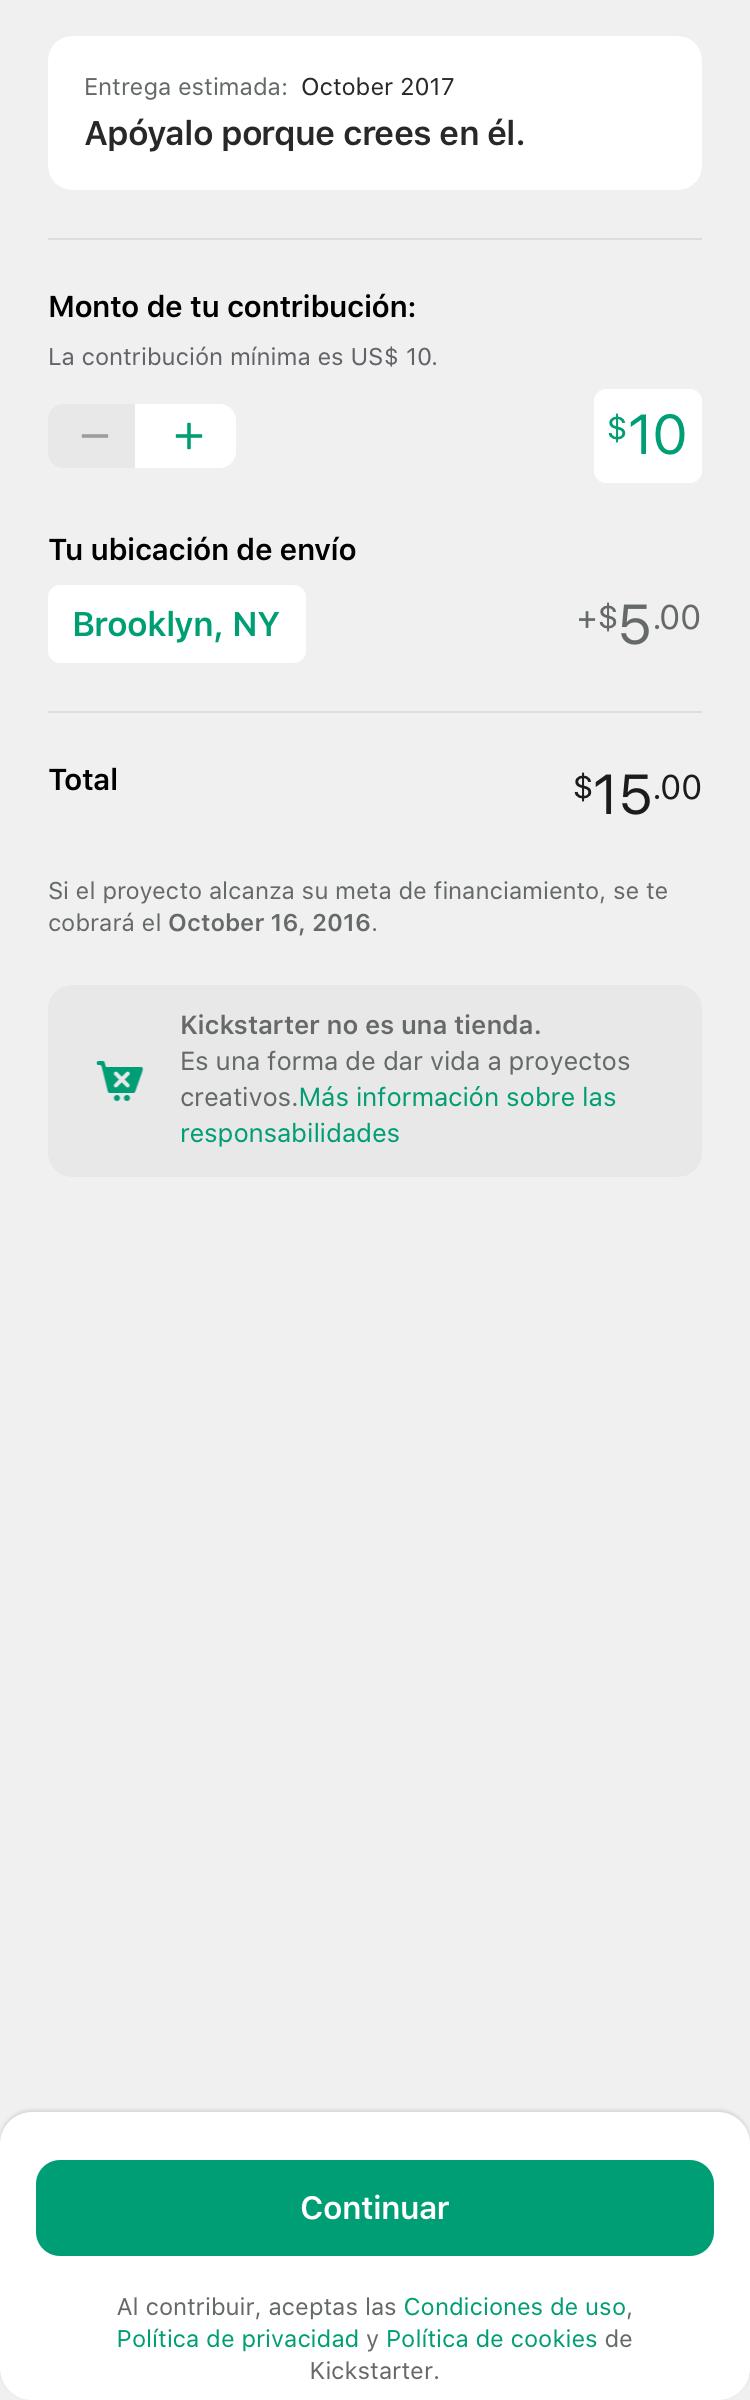 Entrega estimada: October 2017
Apóyalo porque crees en él.
Monto de tu contribución:
La contribución mínima es US$ 10.
$10
Tu ubicación de envío
Brooklyn, NY
+$5.00
Total
$15.00
Si el proyecto alcanza su meta de financiamiento, se te
cobrará el October 16, 2016.
Kickstarter no es una tienda.
Es una forma de dar vida a proyectos
creativos.Más información sobre las
responsabilidades
Continuar
Al contribuir, aceptas las Condiciones de uso,
Política de privacidad y Política de cookies de
Kickstarter.